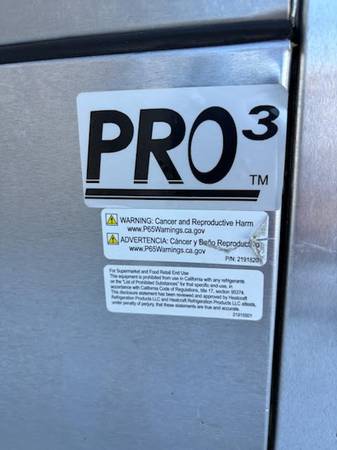 PRO³
TM
WARNING: Cancer and Reproductive Harm
www.P65Warnings.ca.gov
ADVERTENCIA: Cáncer y Beño Reproductivo
www.P65Warnings.ca.gov
P/N: 2191820
For Supermarket and Food Retail End Use
This equipment is prohibited from use in California with any refrigerants
on the "List of Prohibited Substances" for that specific end-use, in
accordance with California Code of Regulations, title 17, section 95374.
This disclosure statement has been reviewed and approved by Heatcraft
Refrigeration Products LLC and Heatcraft Refrigeration Products LLC attests,
under penalty of perjury, that these statements are true and accurate.